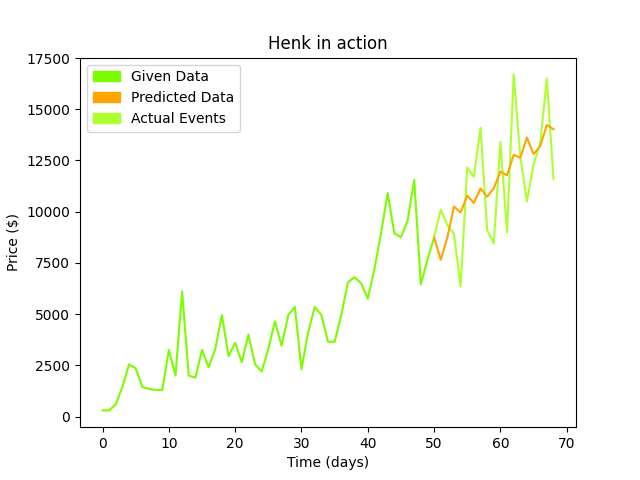 Henk in action
Given Data
Predicted Data
Actual Events
17500
15000
12500
10000
7500
5000
2500
0
Price ($)
0 10 20 30 40 50 60 70
Time (days)